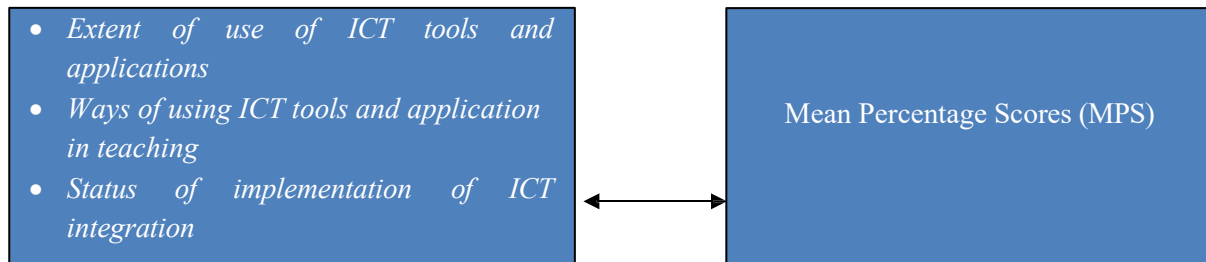 • Extent of use of ICT tools and
applications
• Ways of using ICT tools and application
in teaching
• Status of implementation of ICT
integration
Mean Percentage Scores (MPS)